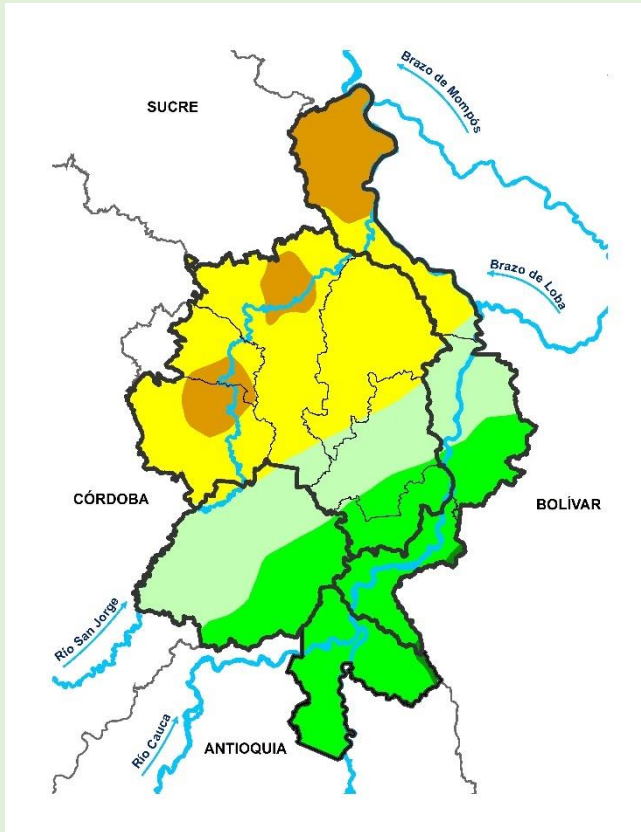 Brazo de Mompós
SUCRE
Brazo de Loba
CÓRDOBA
BOLÍVAR
Río San Jorge
Río Cauca
ANTIOQUIA